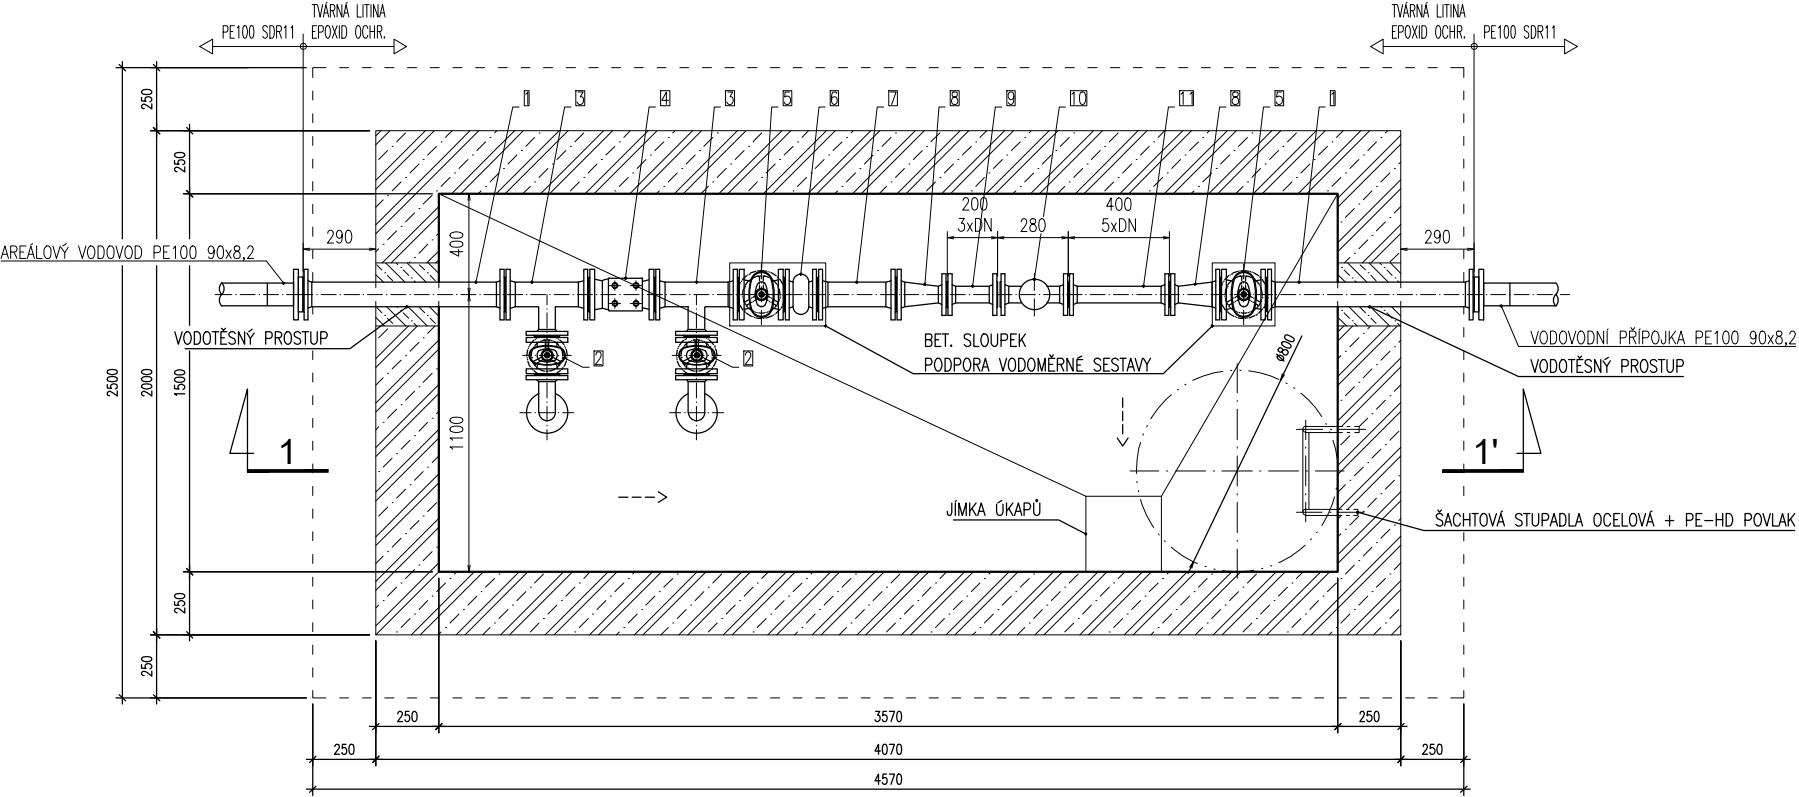 TVÁRNÁ LITINA
EPOXID OCHR.
PE100 SDR11
TVÁRNÁ LITINA
EPOXID OCHR.
PE100 SDR11
1
3
4
3
5
6
7
8
9
10
11
8
5
1
250
250
200
3xDN
280
400
5xDN
290
290
400
AREÁLOVÝ VODOVOD PE100 90x8,2
VODOTĚSNÝ PROSTUP
2
2
BET. SLOUPEK
PODPORA VODOMĚRNÉ SESTAVY
ø800
VODOVODNÍ PŘÍPOJKA PE100 90x8,2
VODOTĚSNÝ PROSTUP
2500
2000
1500
1100
1
1'
JÍMKA ÚKAPŮ
ŠACHTOVÁ STUPADLA OCELOVÁ + PE-HD POVLAK
250
250
250
3570
250
250
4070
250
4570